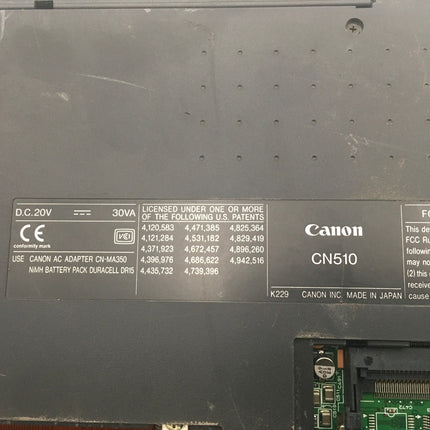 D.C. 20V 30VA
CE
conformity mark
VCI
USE CANON AC ADAPTER CN-MA350
NiMH BATTERY PACK DURACELL DR15
LICENSED UNDER ONE OR MORE
OF THE FOLLOWING U.S. PATENTS
4,120,583 4,471,385 4,825,364
4,121,284 4,531,182 4,829,419
4,371,923 4,672,457 4,896,260
4,396,976 4,686,622 4,942,516
4,435,732 4,739,396
Canon
CN510
K229 CANON INC. MADE IN JAPAN
This de
FCC Ru
following
may no
(2) this
receive
cause